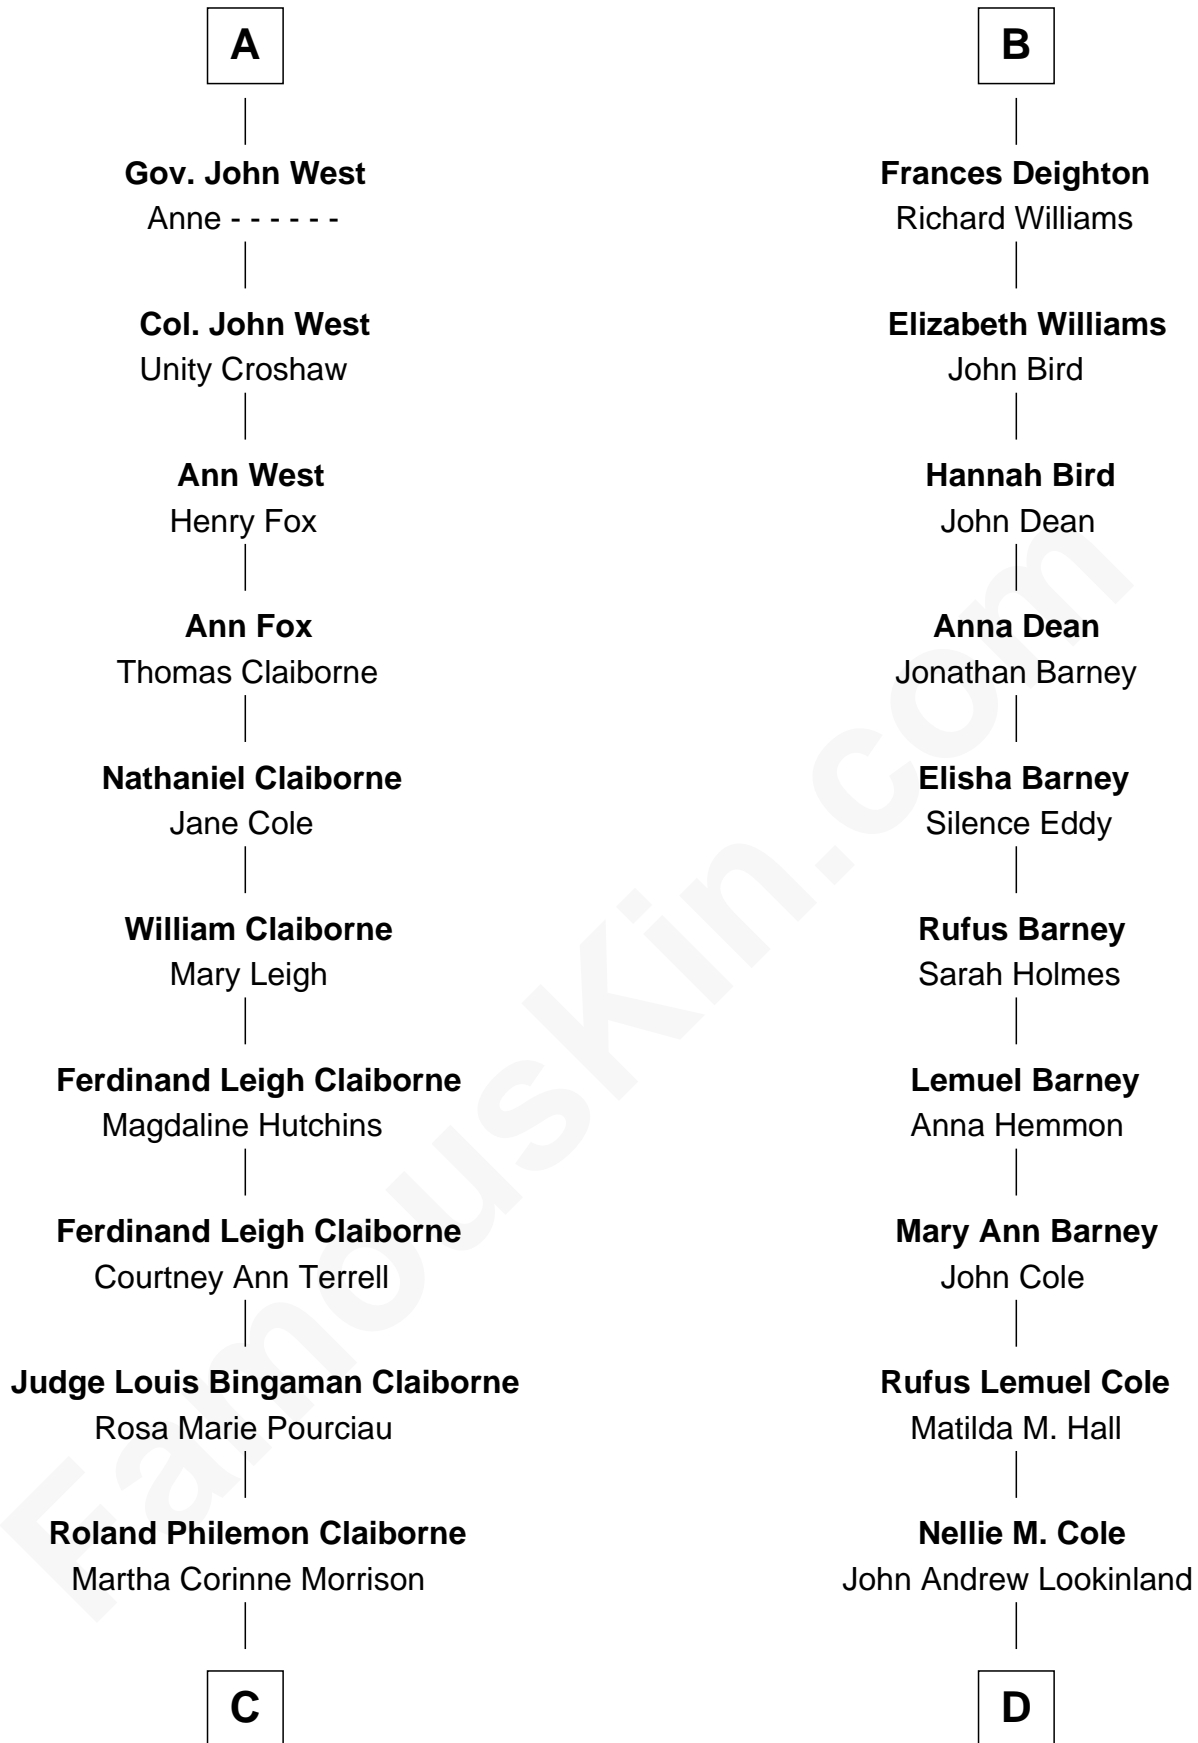 A
Gov. John West
Anne - - - - - -
Col. John West
Unity Croshaw
Ann West
Henry Fox
Ann Fox
Thomas Claiborne
Nathaniel Claiborne
Jane Cole
William Claiborne
Mary Leigh
Ferdinand Leigh Claiborne
Magdaline Hutchins
Ferdinand Leigh Claiborne
Courtney Ann Terrell
Judge Louis Bingaman Claiborne
Rosa Marie Pourciau
Roland Philemon Claiborne
Martha Corinne Morrison
C
B
Frances Deighton
Richard Williams
Elizabeth Williams
John Bird
Hannah Bird
John Dean
Anna Dean
Jonathan Barney
Elisha Barney
Silence Eddy
Rufus Barney
Sarah Holmes
Lemuel Barney
Anna Hemmon
Mary Ann Barney
John Cole
Rufus Lemuel Cole
Matilda M. Hall
Nellie M. Cole
John Andrew Lookinland
D
FamousKin.com